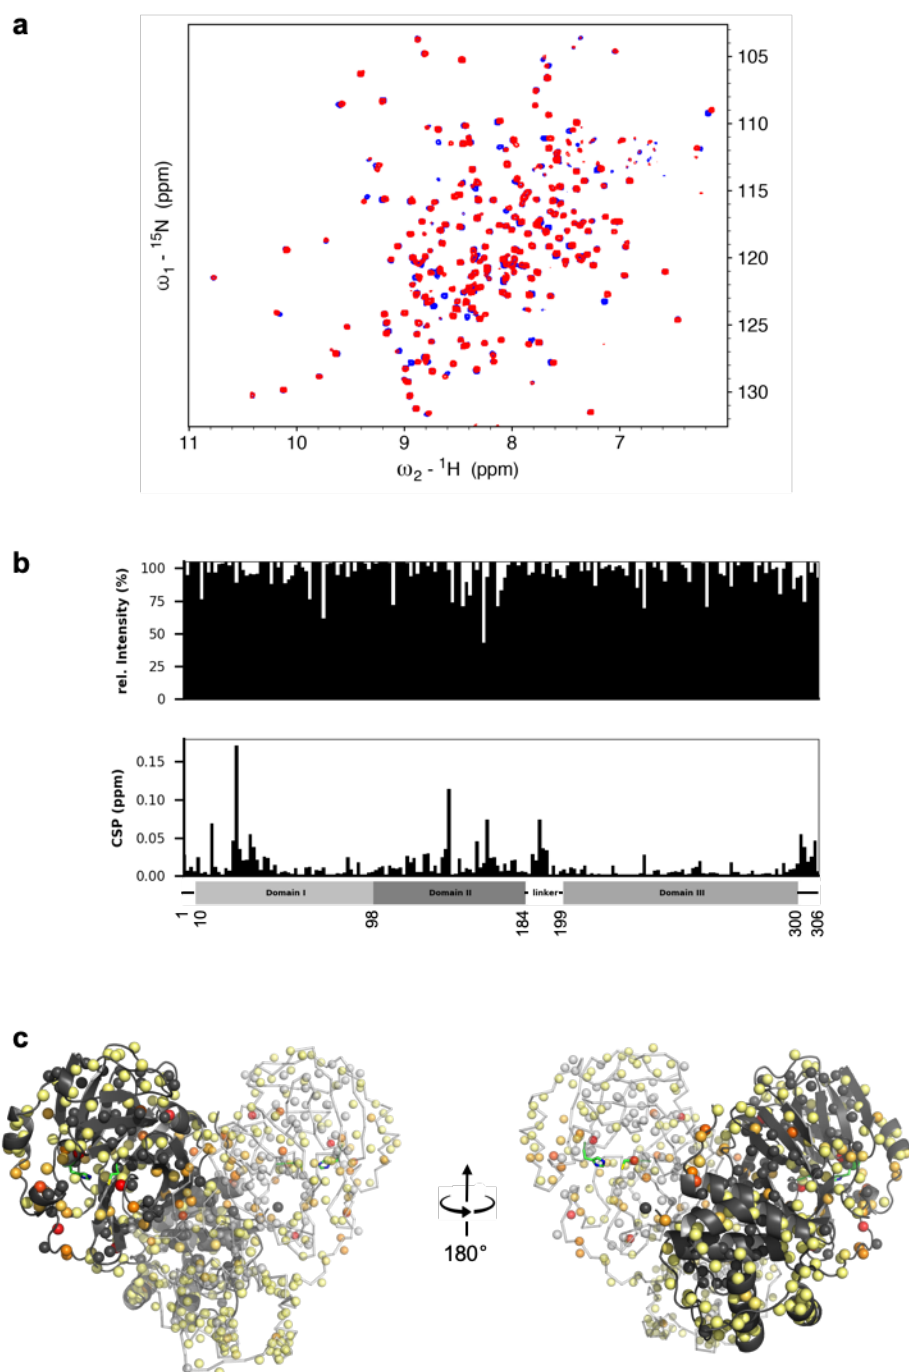 a
105
110
115
120
125
130
ω₁ - ¹⁵N (ppm)
11
10
9
8
7
ω₂ - ¹H (ppm)
b
100
75
50
25
0
rel. Intensity (%)
0.15
0.10
0.05
0.00
CSP (ppm)
Domain I
Domain II
linker
Domain III
1
10
98
184
199
300
306
c
180°